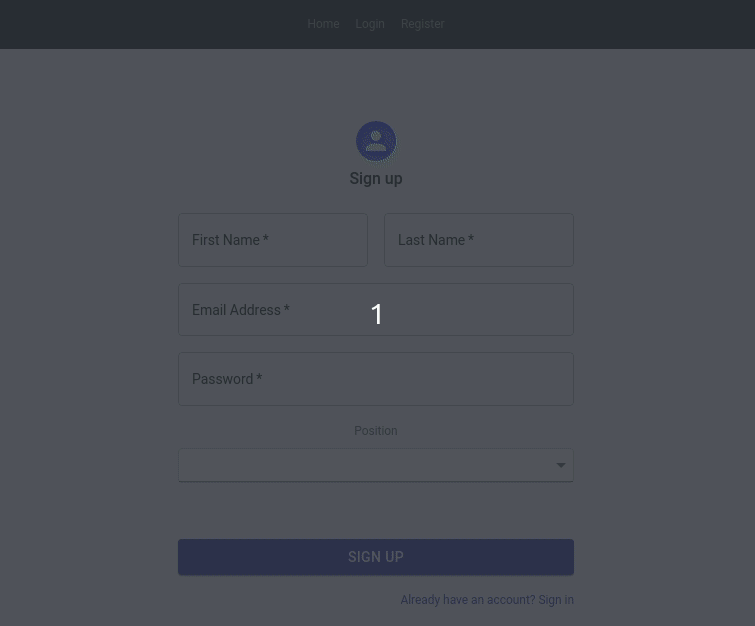 Home Login Register
Sign up
First Name * Last Name *
Email Address *
1
Password *
Position
SIGN UP
Already have an account? Sign in